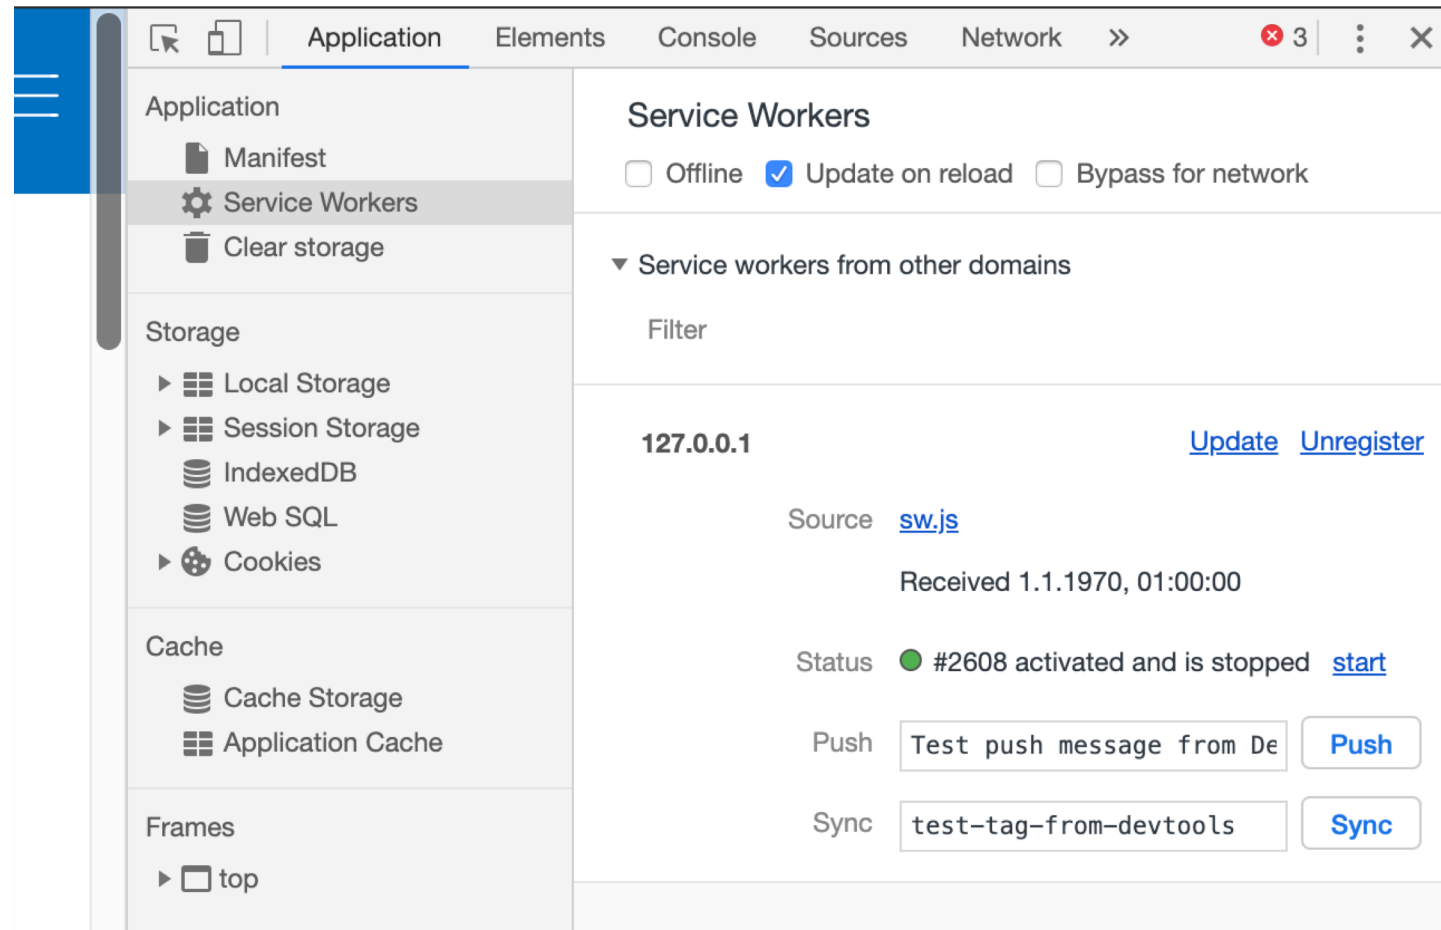 Application Elements Console Sources Network » 3
Application
Manifest
Service Workers
Clear storage
Storage
Local Storage
Session Storage
IndexedDB
Web SQL
Cookies
Cache
Cache Storage
Application Cache
Frames
top
Service Workers
Offline Update on reload Bypass for network
Service workers from other domains
Filter
127.0.0.1 Update Unregister
Source sw.js
Received 1.1.1970, 01:00:00
Status #2608 activated and is stopped start
Push Test push message from De Push
Sync test-tag-from-devtools Sync